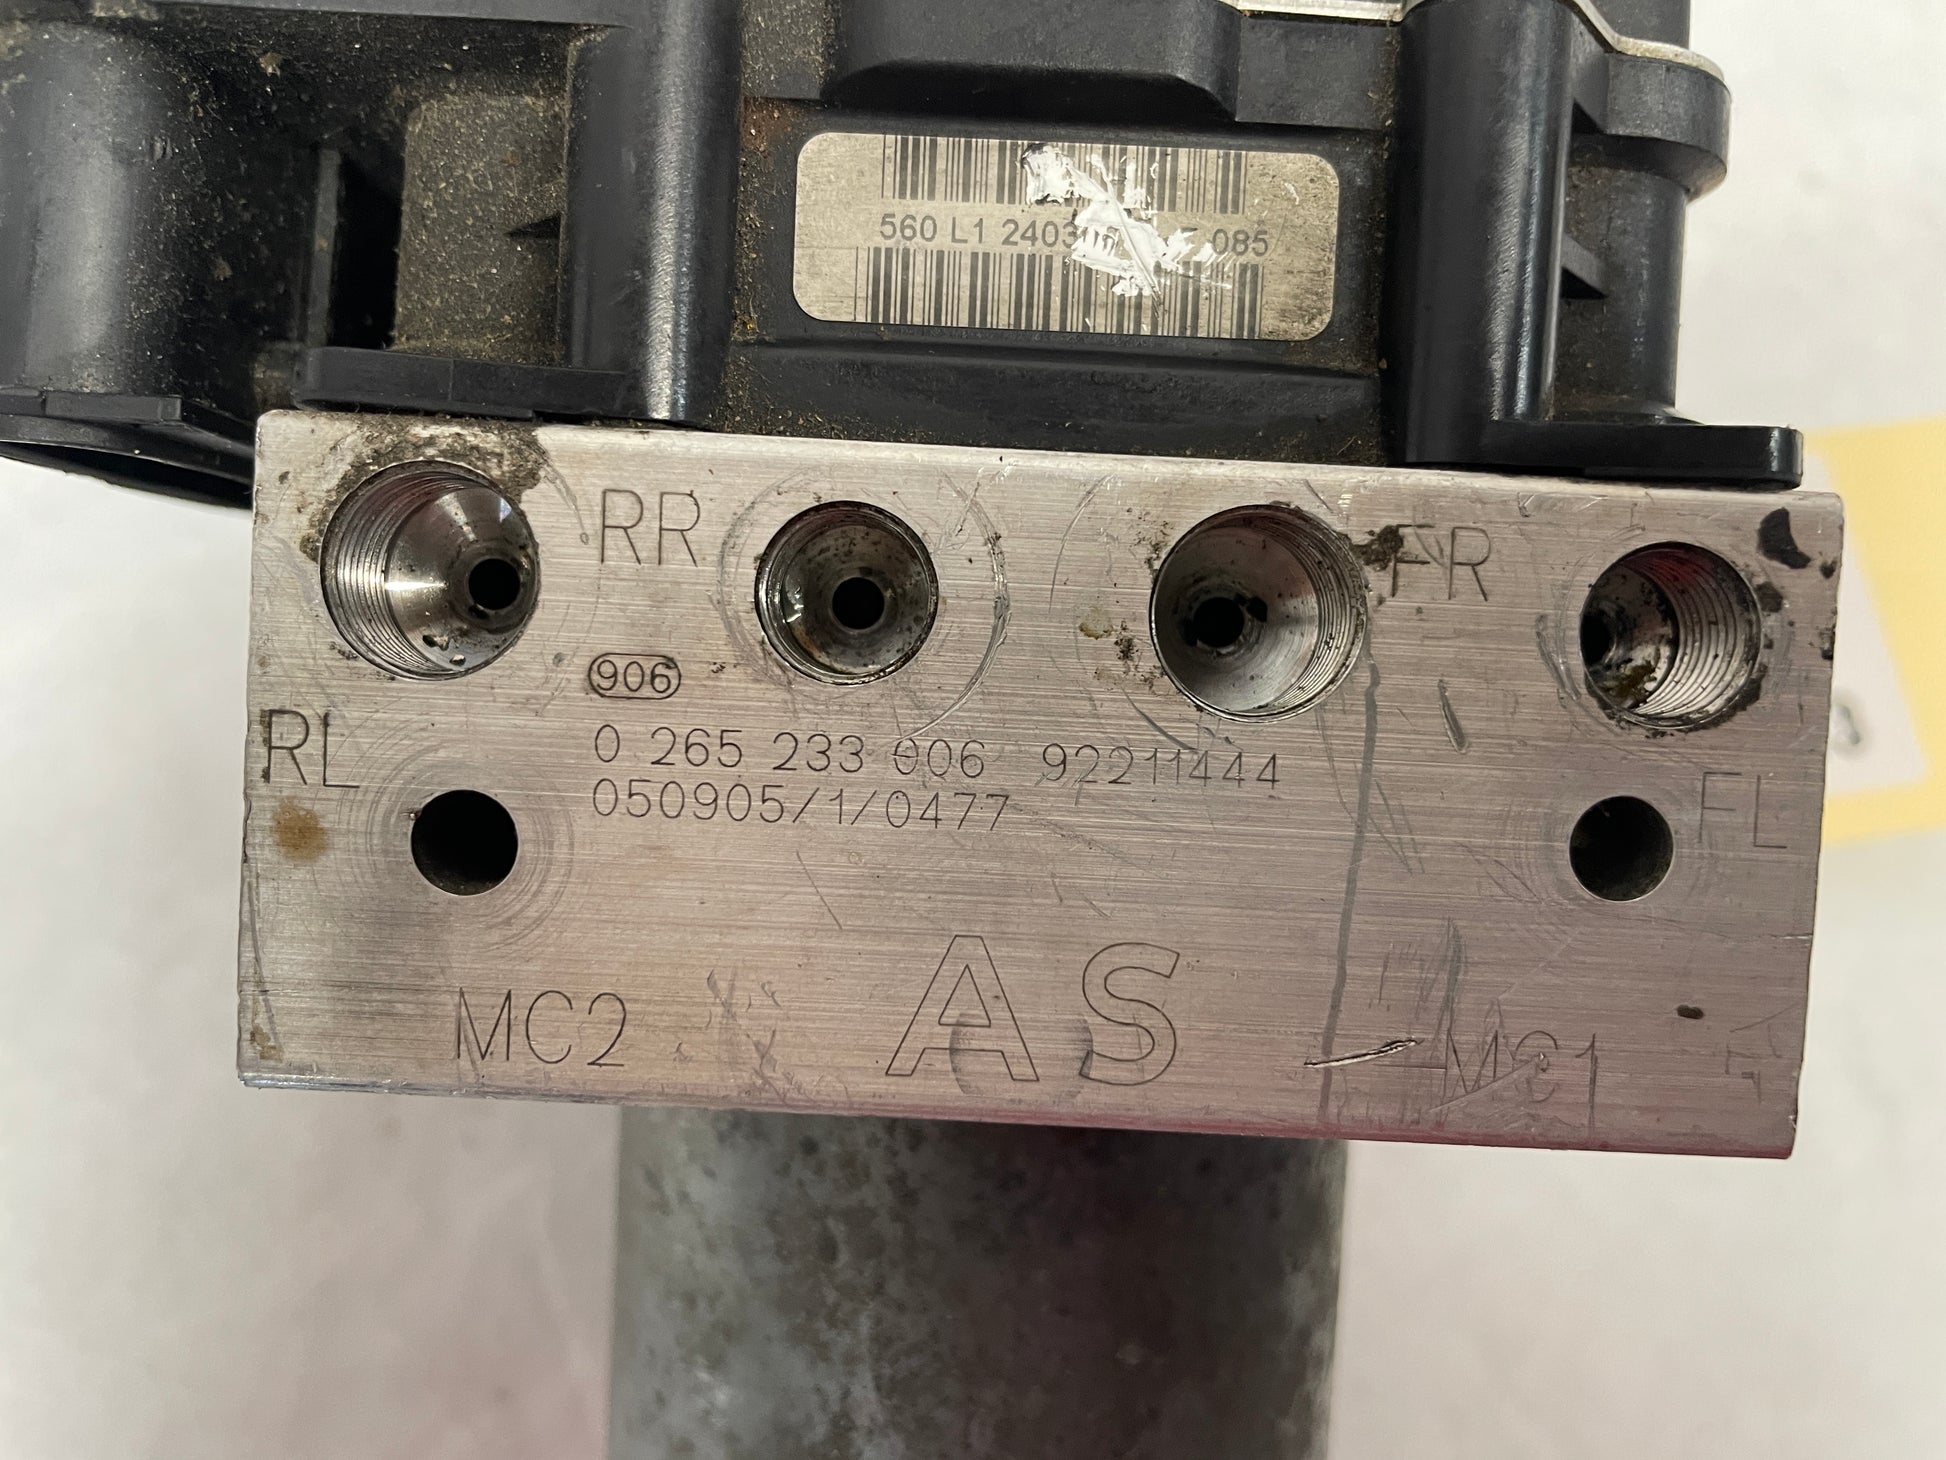 560 L1 2403 085
RR
FR
906
RL
0 265 233 006 92211444
050905/1/0477
FL
AS
MC2
MC1